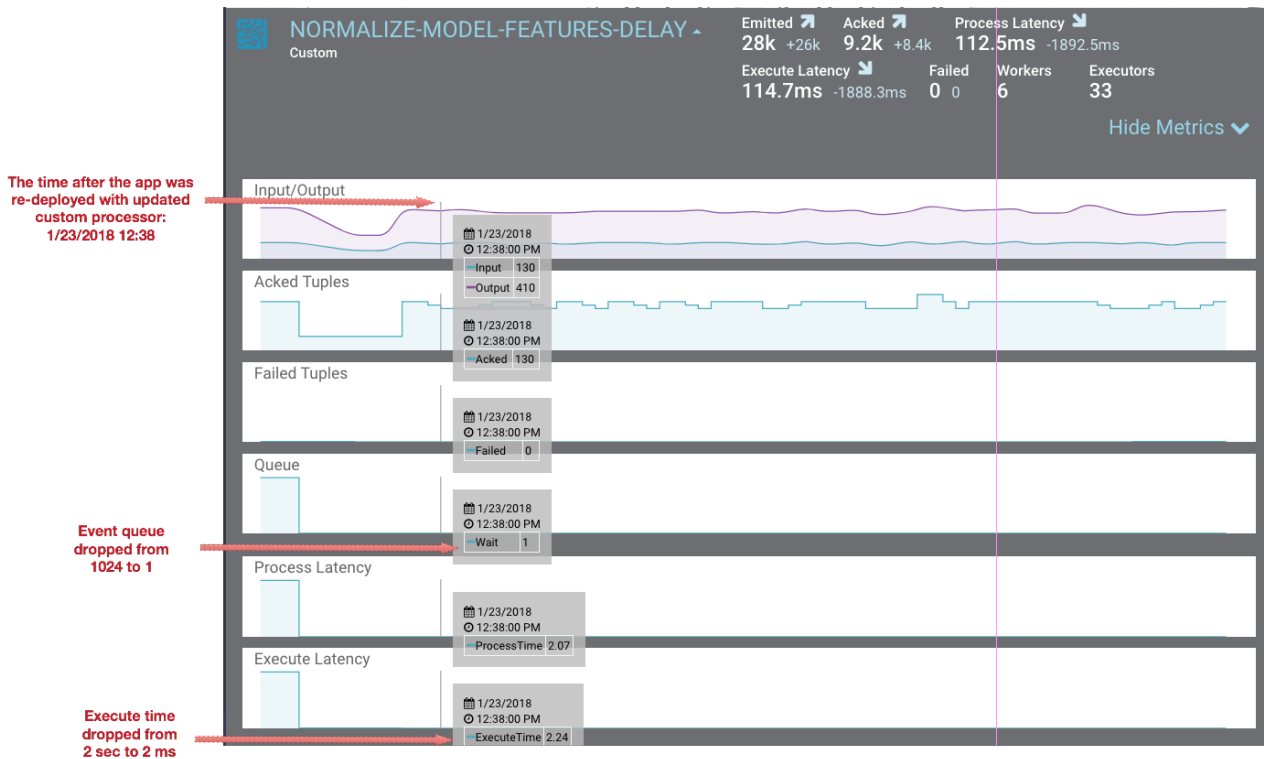 NORMALIZE-MODEL-FEATURES-DELAY
Custom
Emitted Acked Process Latency
28k +26k 9.2k +8.4k 112.5ms -1892.5ms
Execute Latency Failed Workers Executors
114.7ms -1888.3ms 0 0 6 33
Hide Metrics
The time after the app was
re-deployed with updated
custom processor:
1/23/2018 12:38
Input/Output
1/23/2018
12:38:00 PM
Input 130
Output 410
Acked Tuples
1/23/2018
12:38:00 PM
Acked 130
Failed Tuples
1/23/2018
12:38:00 PM
Failed 0
Queue
1/23/2018
12:38:00 PM
Wait 1
Event queue
dropped from
1024 to 1
Process Latency
1/23/2018
12:38:00 PM
ProcessTime 2.07
Execute Latency
1/23/2018
12:38:00 PM
ExecuteTime 2.24
Execute time
dropped from
2 sec to 2 ms